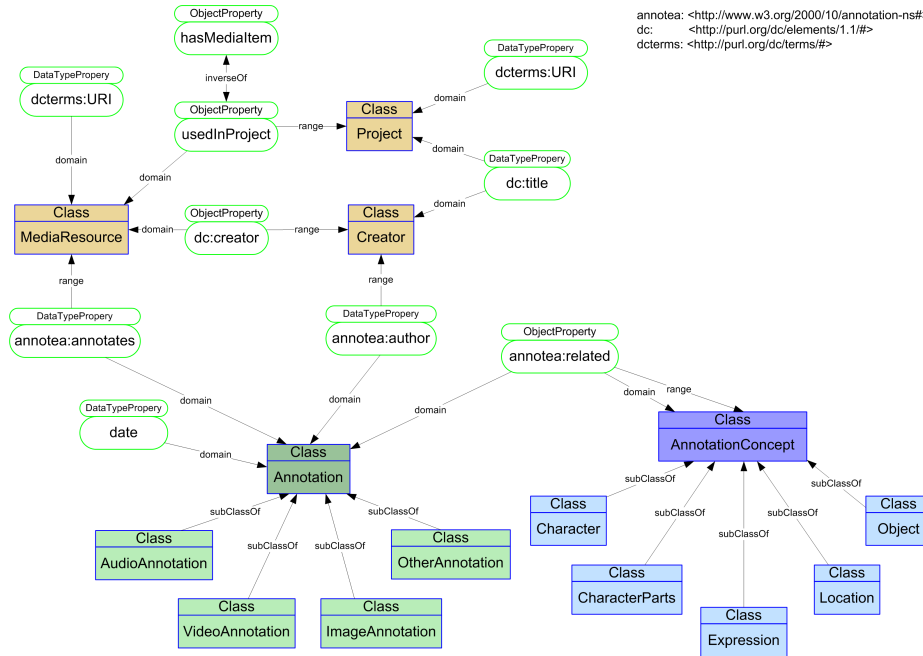 annotea: <http://www.w3.org/2000/10/annotation-ns#
dc: <http://purl.org/dc/elements/1.1/#>
dcterms: <http://purl.org/dc/terms/#>
ObjectProperty
hasMediaItem
inverseOf
DataTypePropery
dcterms:URI
DataTypePropery
dcterms:URI
ObjectProperty
usedInProject
range
Class
Project
domain
domain
domain
domain
DataTypePropery
dc:title
domain
Class
MediaResource
domain
ObjectProperty
dc:creator
range
Class
Creator
range
range
DataTypePropery
annotea:annotates
DataTypePropery
annotea:author
ObjectProperty
annotea:related
domain
range
domain
domain
domain
DataTypePropery
date
domain
Class
Annotation
Class
AnnotationConcept
subClassOf
subClassOf
subClassOf
subClassOf
Class
AudioAnnotation
Class
OtherAnnotation
Class
VideoAnnotation
Class
ImageAnnotation
subClassOf
subClassOf
subClassOf
subClassOf
subClassOf
Class
Character
Class
Object
Class
CharacterParts
Class
Location
Class
Expression